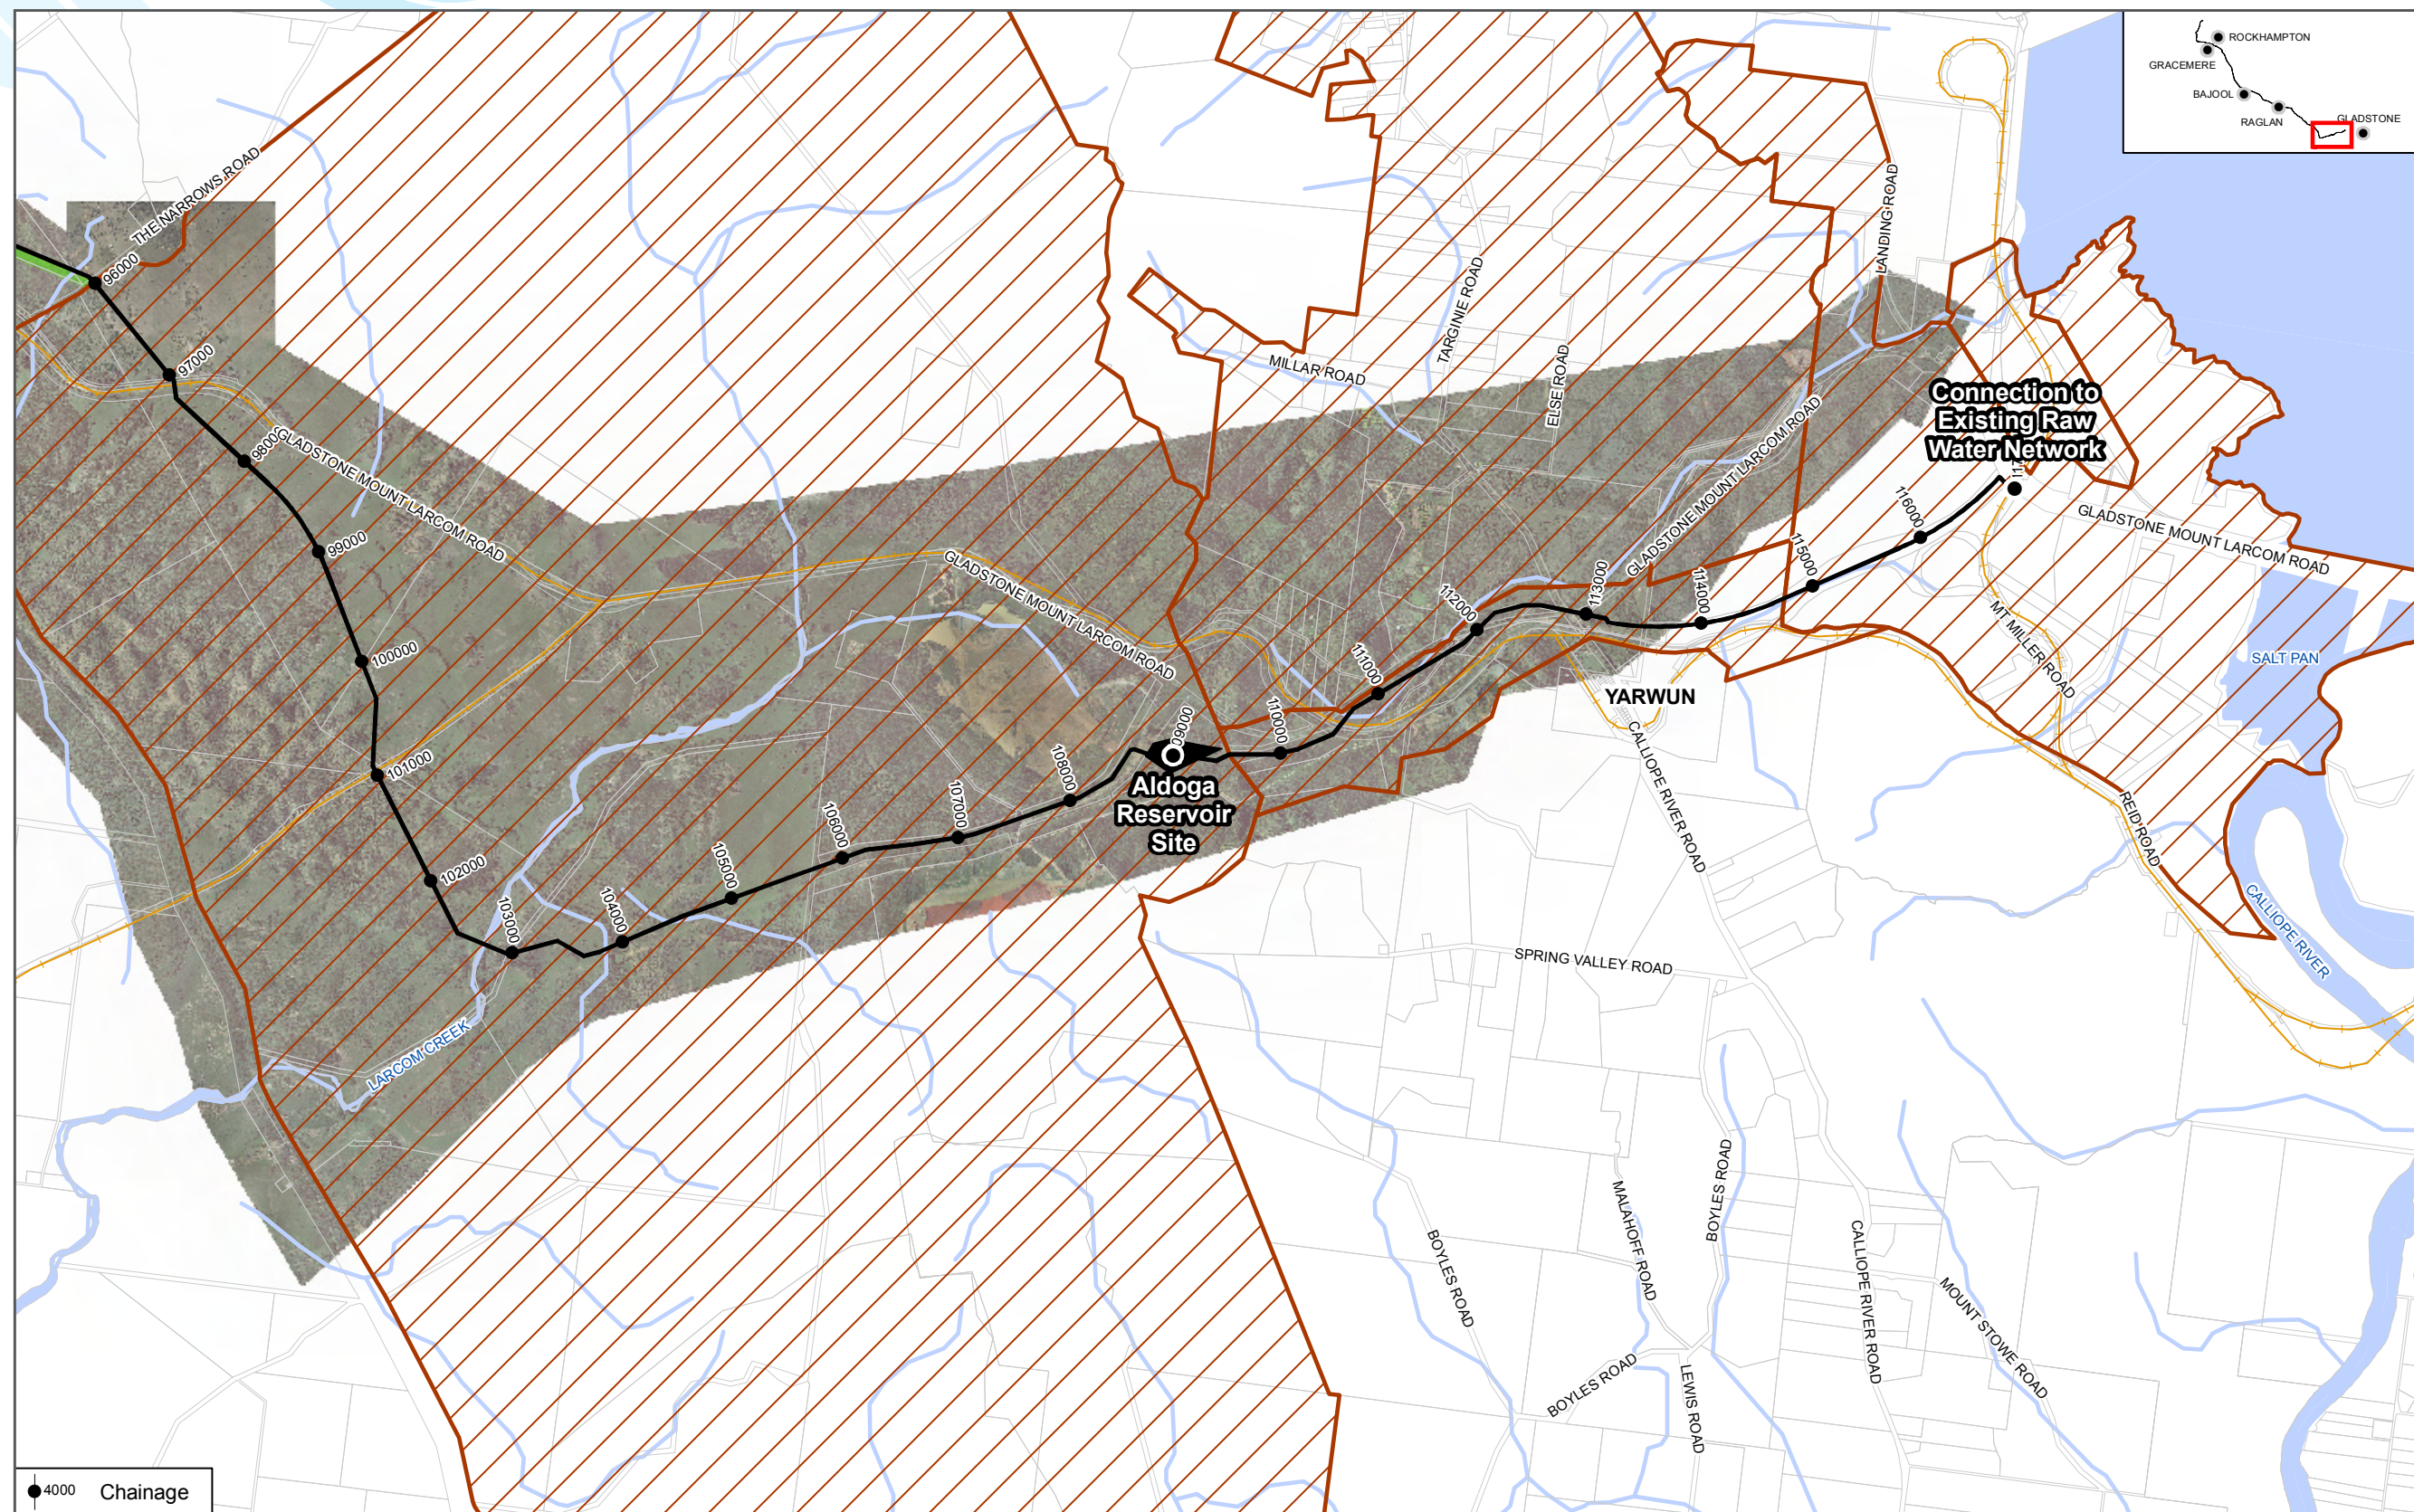 ROCKHAMPTON
GRACEMERE
BAJOOL
RAGLAN
GLADSTONE
THE NARROWS ROAD
96000
97000
GLADSTONE MOUNT LARCOM ROAD
99000
100000
101000
102000
103000
104000
105000
106000
107000
108000
09000
110000
111000
112000
113000
114000
115000
116000
LANDING ROAD
TARGINIE ROAD
MILLAR ROAD
ELSE ROAD
GLADSTONE MOUNT LARCOM ROAD
Connection to
Existing Raw
Water Network
GLADSTONE MOUNT LARCOM ROAD
GLADSTONE MOUNT LARCOM ROAD
MT MILLER ROAD
SALT PAN
YARWUN
Aldoga
Reservoir
Site
CALLIOPE RIVER ROAD
REID ROAD
CALLIOPE RIVER
SPRING VALLEY ROAD
LARCOM CREEK
BOYLES ROAD
MALAHOFF ROAD
BOYLES ROAD
CALLIOPE RIVER ROAD
MOUNT STOWE ROAD
BOYLES ROAD
LEWIS ROAD
4000 Chainage